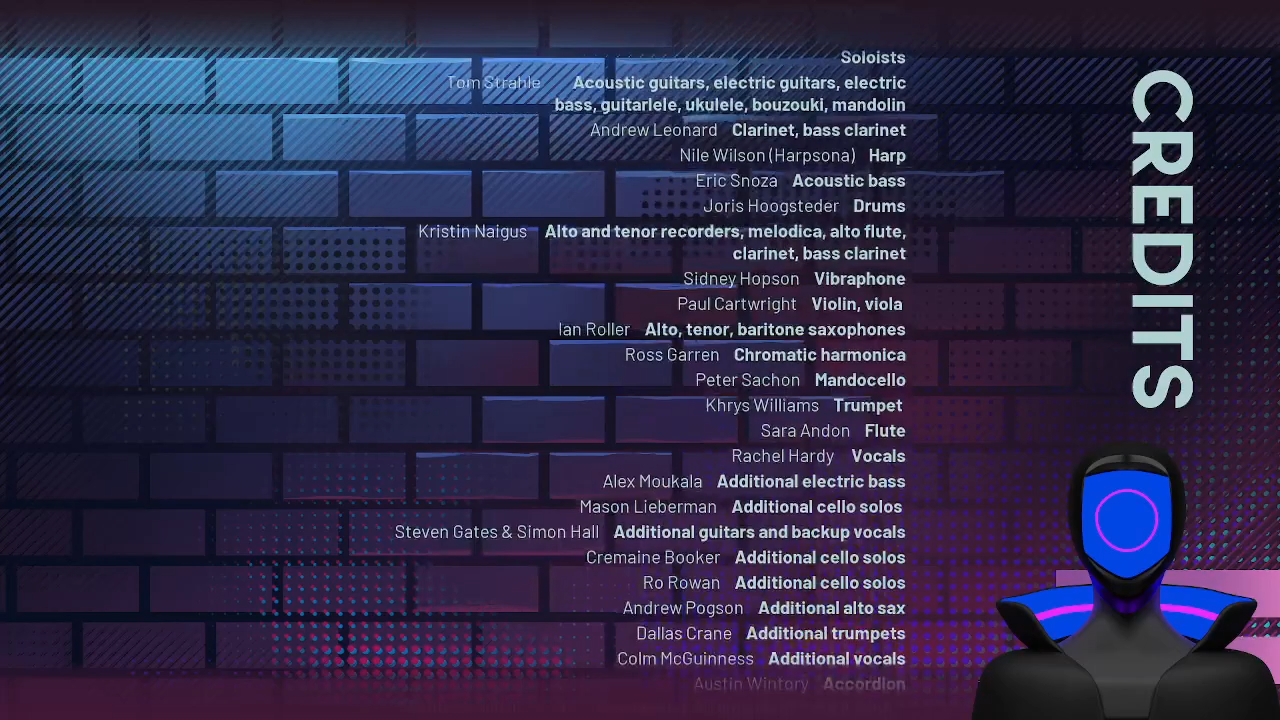 Soloists
Tom Strahle Acoustic guitars, electric guitars, electric
bass, guitarlele, ukulele, bouzouki, mandolin
Andrew Leonard Clarinet, bass clarinet
Nile Wilson (Harpsona) Harp
Eric Snoza Acoustic bass
Joris Hoogsteder Drums
Kristin Naigus Alto and tenor recorders, melodica, alto flute,
clarinet, bass clarinet
Sidney Hopson Vibraphone
Paul Cartwright Violin, viola
Ian Roller Alto, tenor, baritone saxophones
Ross Garren Chromatic harmonica
Peter Sachon Mandocello
Khrys Williams Trumpet
Sara Andon Flute
Rachel Hardy Vocals
Alex Moukala Additional electric bass
Mason Lieberman Additional cello solos
Steven Gates & Simon Hall Additional guitars and backup vocals
Cremaine Booker Additional cello solos
Ro Rowan Additional cello solos
Andrew Pogson Additional alto sax
Dallas Crane Additional trumpets
Colm McGuinness Additional vocals
Austin Wintory Accordion
CREDITS